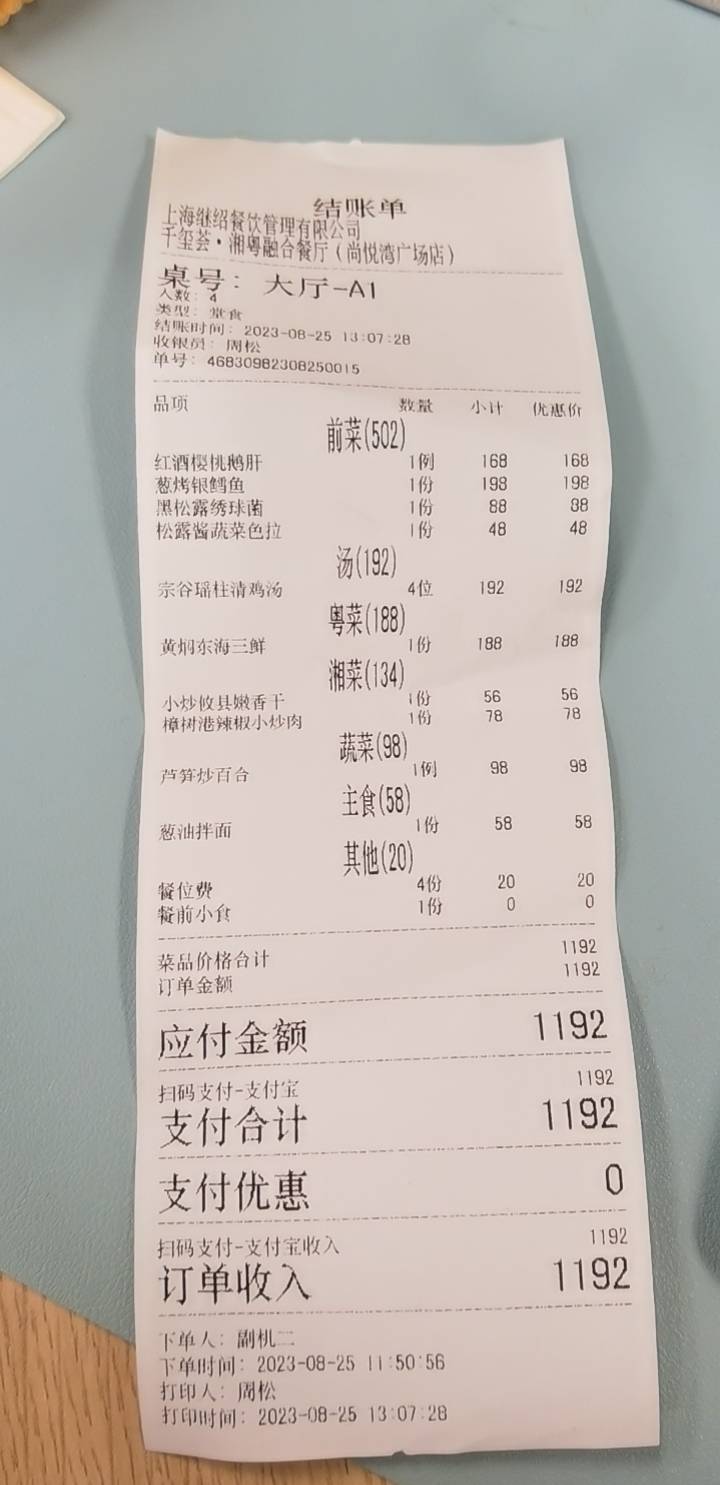 结账单
上海继绍餐饮管理有限公司
千玺荟·湘粤融合餐厅(尚悦湾广场店)
桌号: 大厅-A1
人数: 4
类型: 堂食
结账时间: 2023-08-25 13:07:28
收银员: 周松
单号: 46830982308250015
品项 数量 小计 优惠价
前菜(502)
红酒樱桃鹅肝 1例 168 168
葱烤银鳕鱼 1份 198 198
黑松露绣球菌 1份 88 88
松露酱蔬菜色拉 1份 48 48
汤(192)
宗谷瑶柱清鸡汤 4位 192 192
粤菜(188)
黄焖东海三鲜 1份 188 188
湘菜(134)
小炒攸县嫩香干 1份 56 56
樟树港辣椒小炒肉 1份 78 78
蔬菜(98)
芦笋炒百合 1例 98 98
主食(58)
葱油拌面 1份 58 58
其他(20)
餐位费 4份 20 20
餐前小食 1份 0 0
菜品价格合计 1192
订单金额 1192
应付金额 1192
扫码支付-支付宝 1192
支付合计 1192
支付优惠 0
扫码支付-支付宝收入 1192
订单收入 1192
下单人: 副机二
下单时间: 2023-08-25 11:50:56
打印人: 周松
打印时间: 2023-08-25 13:07:28